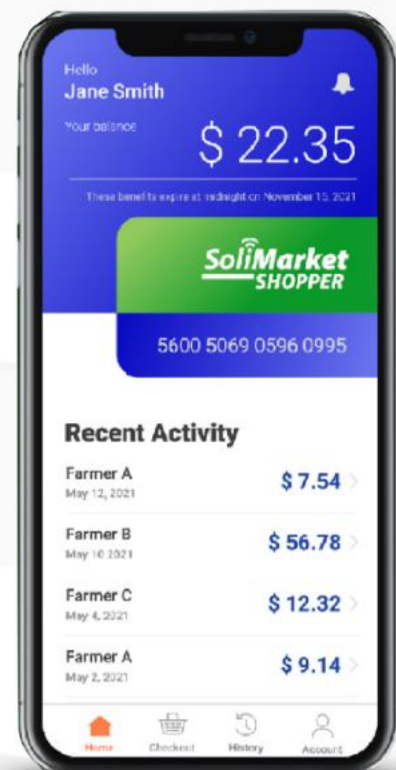 Hello
Jane Smith
Your balance
$ 22.35
These benefits expire at midnight on November 15, 2021
SoliMarket
SHOPPER
5600 5069 0596 0995
Recent Activity
Farmer A
$ 7.54
May 12, 2021
Farmer B
$ 56.78
May 10 2021
Farmer C
$ 12.32
May 4, 2021
Farmer A
$ 9.14
May 2, 2021
Home Checkout History Account